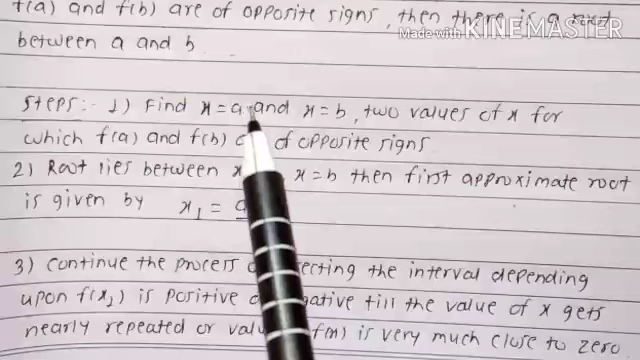 f(a) and f(b) are of opposite signs, then there is a root
Made with KINEMASTER
between a and b
Steps:- 1) Find x=a and x=b, two values of x for
which f(a) and f(b) of opposite signs
2) Root lies between x x=b then first approximate root
is given by x₁ =
3) continue the process the interval depending
upon f(x₁) is positive till the value of x gets
nearly repeated or f(x) is very much close to zero